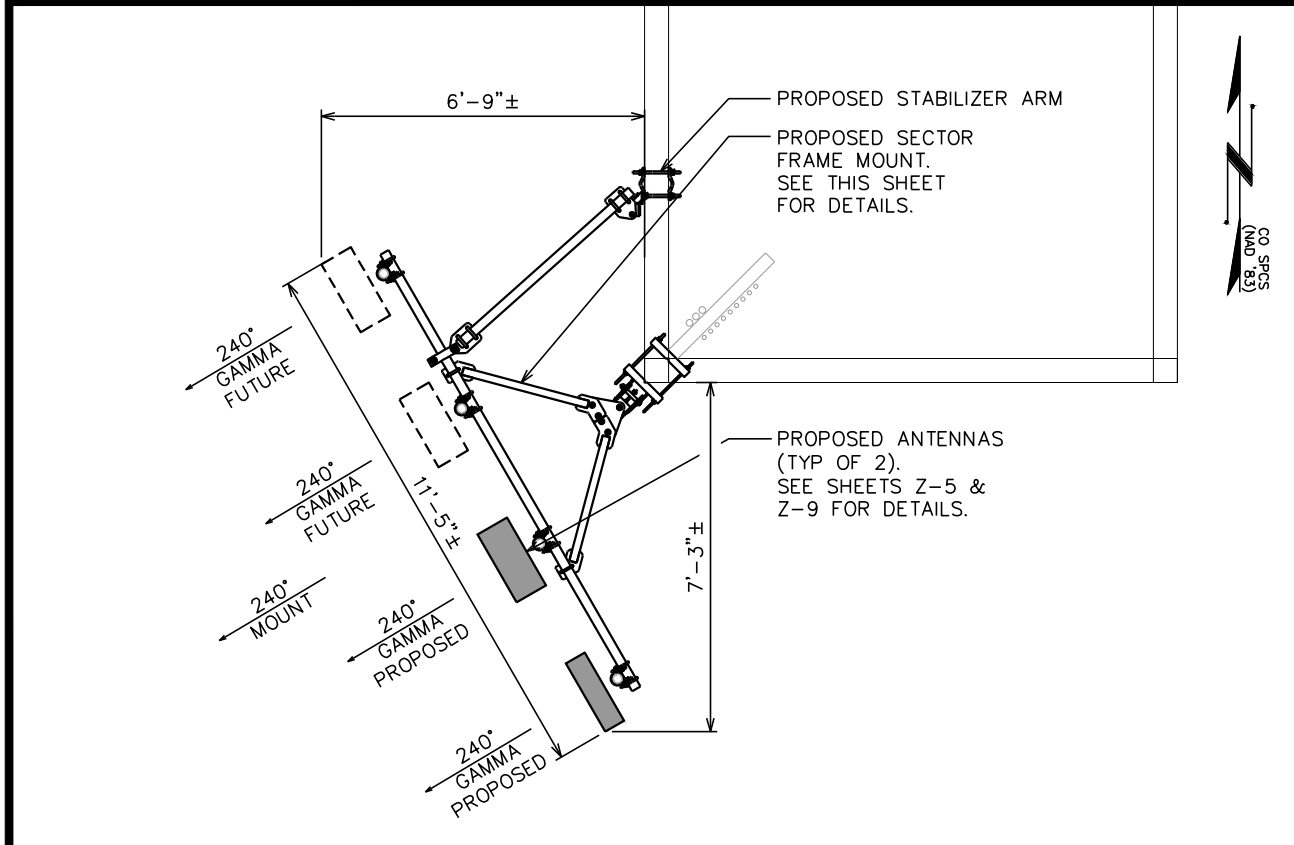 6'-9"±
PROPOSED STABILIZER ARM
PROPOSED SECTOR
FRAME MOUNT.
SEE THIS SHEET
FOR DETAILS.
CO SPCS
(NAD '83)
240°
GAMMA
FUTURE
240°
GAMMA
FUTURE
11'-5"±
PROPOSED ANTENNAS
(TYP OF 2).
SEE SHEETS Z-5 &
Z-9 FOR DETAILS.
7'-3"±
240°
MOUNT
240°
GAMMA
PROPOSED
240°
GAMMA
PROPOSED